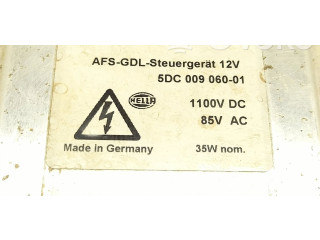 AFS-GDL-Steuergerät 12V
5DC 009 060-01
HELLA
1100V DC
85V AC
Made in Germany
35W nom.